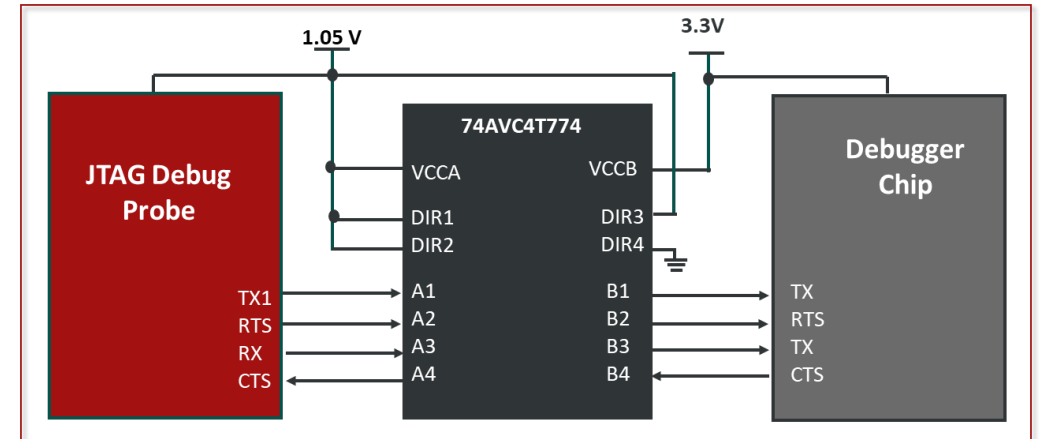 1.05 V
3.3V
74AVC4T774
JTAG Debug
Probe
Debugger
Chip
VCCA
VCCB
DIR1
DIR3
DIR2
DIR4
TX1
A1
B1
TX
RTS
A2
B2
RTS
RX
A3
B3
TX
CTS
A4
B4
CTS